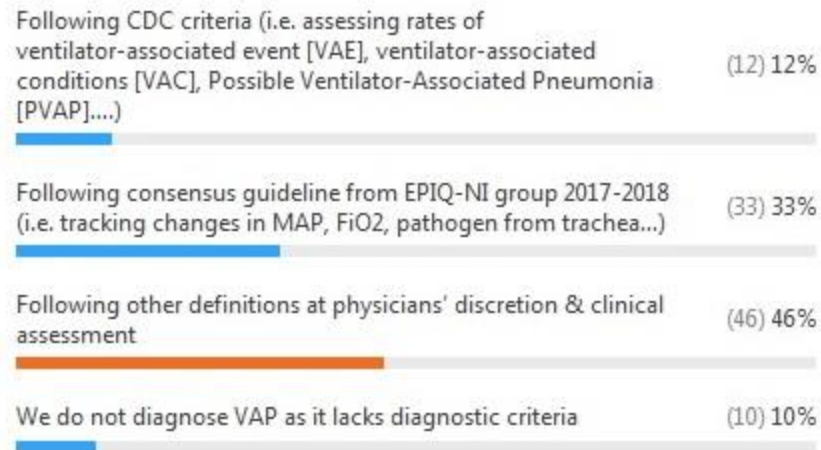 Following CDC criteria (i.e. assessing rates of
ventilator-associated event [VAE], ventilator-associated
conditions [VAC], Possible Ventilator-Associated Pneumonia
[PVAP]....)
(12) 12%
Following consensus guideline from EPIQ-NI group 2017-2018
(i.e. tracking changes in MAP, FiO2, pathogen from trachea...)
(33) 33%
Following other definitions at physicians' discretion & clinical
assessment
(46) 46%
We do not diagnose VAP as it lacks diagnostic criteria
(10) 10%